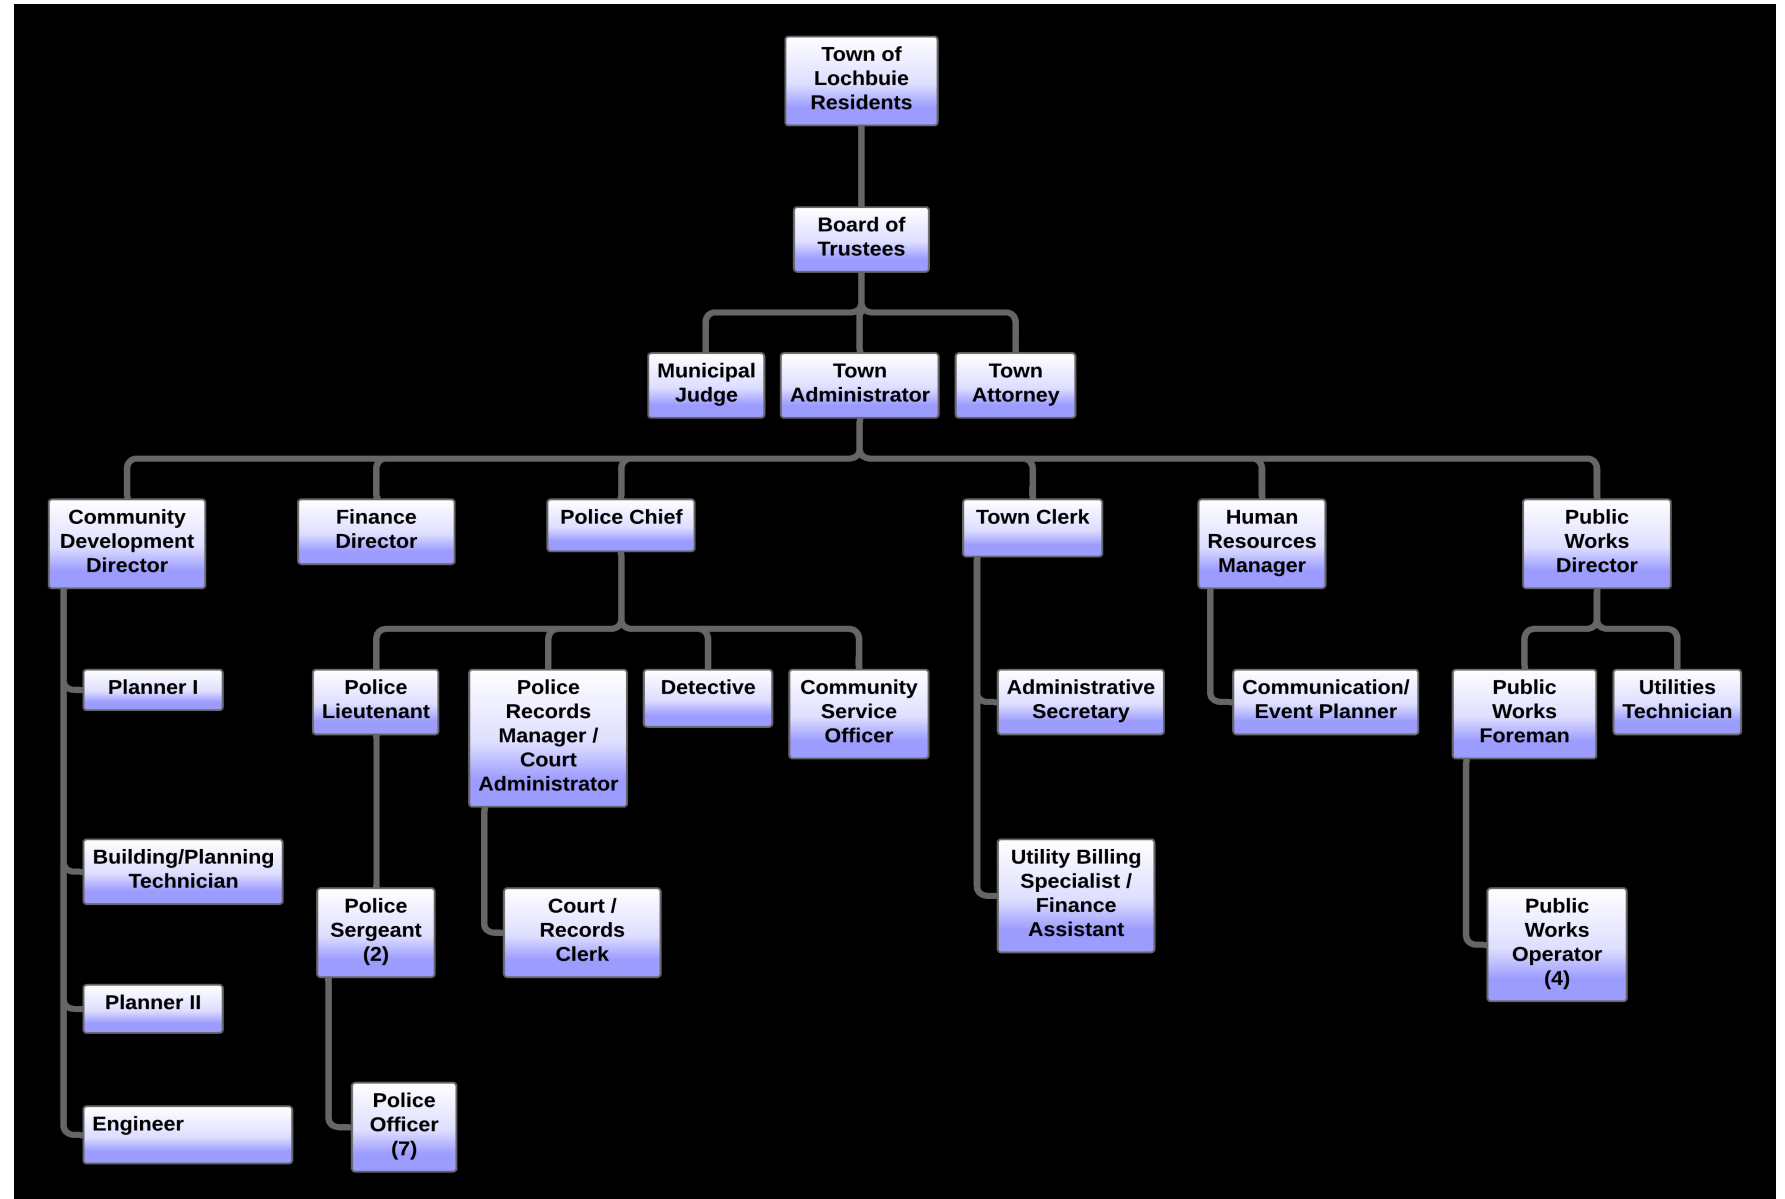 Town of
Lochbuie
Residents
Board of
Trustees
Municipal
Judge
Town
Administrator
Town
Attorney
Community
Development
Director
Finance
Director
Police Chief
Town Clerk
Human
Resources
Manager
Public
Works
Director
Planner I
Police
Lieutenant
Police
Records
Manager /
Court
Administrator
Detective
Community
Service
Officer
Administrative
Secretary
Communication/
Event Planner
Public
Works
Foreman
Utilities
Technician
Building/Planning
Technician
Police
Sergeant
(2)
Court /
Records
Clerk
Utility Billing
Specialist /
Finance
Assistant
Public
Works
Operator
(4)
Planner II
Engineer
Police
Officer
(7)